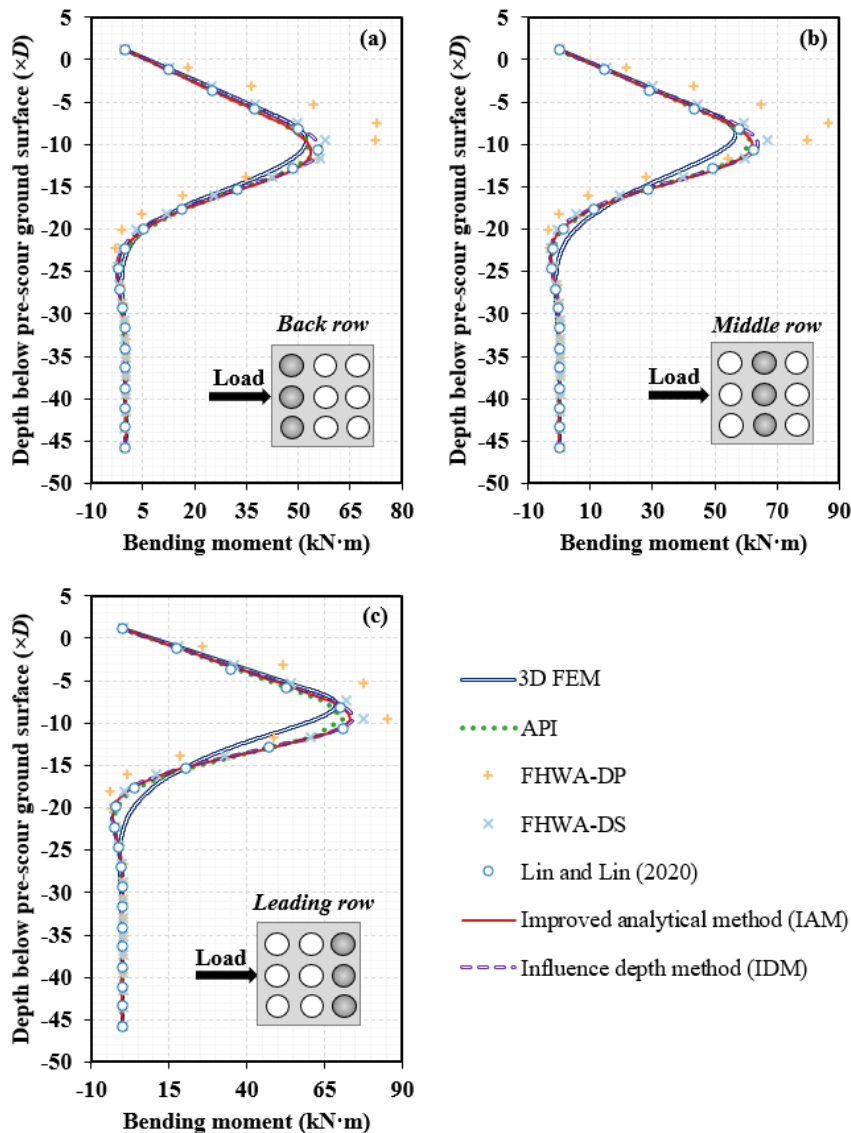 (a)
Depth below pre-scour ground surface (×D)
5
0
-5
-10
-15
-20
-25
-30
-35
-40
-45
-50
Back row
Load
-10 5 20 35 50 65 80
Bending moment (kN·m)
(b)
Depth below pre-scour ground surface (×D)
5
0
-5
-10
-15
-20
-25
-30
-35
-40
-45
-50
Middle row
Load
-10 10 30 50 70 90
Bending moment (kN·m)
(c)
Depth below pre-scour ground surface (×D)
5
0
-5
-10
-15
-20
-25
-30
-35
-40
-45
-50
Leading row
Load
-10 15 40 65 90
Bending moment (kN·m)
3D FEM
API
FHWA-DP
FHWA-DS
Lin and Lin (2020)
Improved analytical method (IAM)
Influence depth method (IDM)